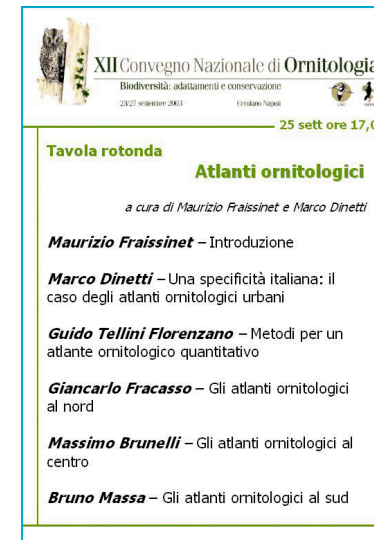 XII Convegno Nazionale di Ornitologia
Biodiversità: adattamenti e conservazione
23/27 settembre 2003 Ercolano Napoli
25 sett ore 17,0
Tavola rotonda
Atlanti ornitologici
a cura di Maurizio Fraissinet e Marco Dinetti
Maurizio Fraissinet – Introduzione
Marco Dinetti – Una specificità italiana: il
caso degli atlanti ornitologici urbani
Guido Tellini Florenzano – Metodi per un
atlante ornitologico quantitativo
Giancarlo Fracasso – Gli atlanti ornitologici
al nord
Massimo Brunelli – Gli atlanti ornitologici al
centro
Bruno Massa – Gli atlanti ornitologici al sud